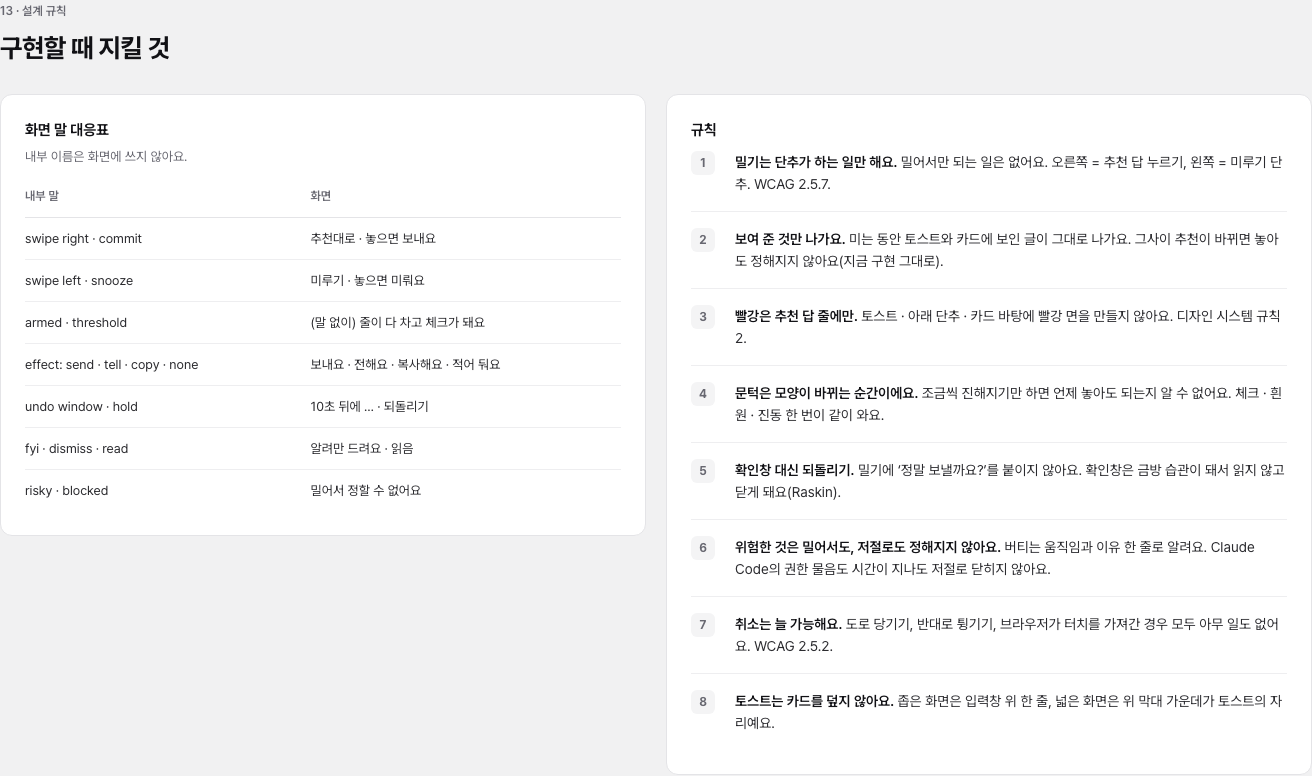 13 · 설계 규칙
구현할 때 지킬 것
화면 말 대응표
내부 이름은 화면에 쓰지 않아요.
내부 말 화면
swipe right · commit 추천대로 · 놓으면 보내요
swipe left · snooze 미루기 · 놓으면 미뤄요
armed · threshold (말 없이) 줄이 다 차고 체크가 돼요
effect: send · tell · copy · none 보내요 · 전해요 · 복사해요 · 적어 둬요
undo window · hold 10초 뒤에 … · 되돌리기
fyi · dismiss · read 알려만 드려요 · 읽음
risky · blocked 밀어서 정할 수 없어요
규칙
1 밀기는 단추가 하는 일만 해요. 밀어서만 되는 일은 없어요. 오른쪽 = 추천 답 누르기, 왼쪽 = 미루기 단
추. WCAG 2.5.7.
2 보여 준 것만 나가요. 미는 동안 토스트와 카드에 보인 글이 그대로 나가요. 그사이 추천이 바뀌면 놓아
도 정해지지 않아요(지금 구현 그대로).
3 빨강은 추천 답 줄에만. 토스트 · 아래 단추 · 카드 바탕에 빨강 면을 만들지 않아요. 디자인 시스템 규칙
2.
4 문턱은 모양이 바뀌는 순간이에요. 조금씩 진해지기만 하면 언제 놓아도 되는지 알 수 없어요. 체크 · 흰
원 · 진동 한 번이 같이 와요.
5 확인창 대신 되돌리기. 밀기에 ‘정말 보낼까요?’를 붙이지 않아요. 확인창은 금방 습관이 돼서 읽지 않고
닫게 돼요(Raskin).
6 위험한 것은 밀어서도, 저절로도 정해지지 않아요. 버티는 움직임과 이유 한 줄로 알려요. Claude
Code의 권한 물음도 시간이 지나도 저절로 닫히지 않아요.
7 취소는 늘 가능해요. 도로 당기기, 반대로 튕기기, 브라우저가 터치를 가져간 경우 모두 아무 일도 없어
요. WCAG 2.5.2.
8 토스트는 카드를 덮지 않아요. 좁은 화면은 입력창 위 한 줄, 넓은 화면은 위 막대 가운데가 토스트의 자
리예요.